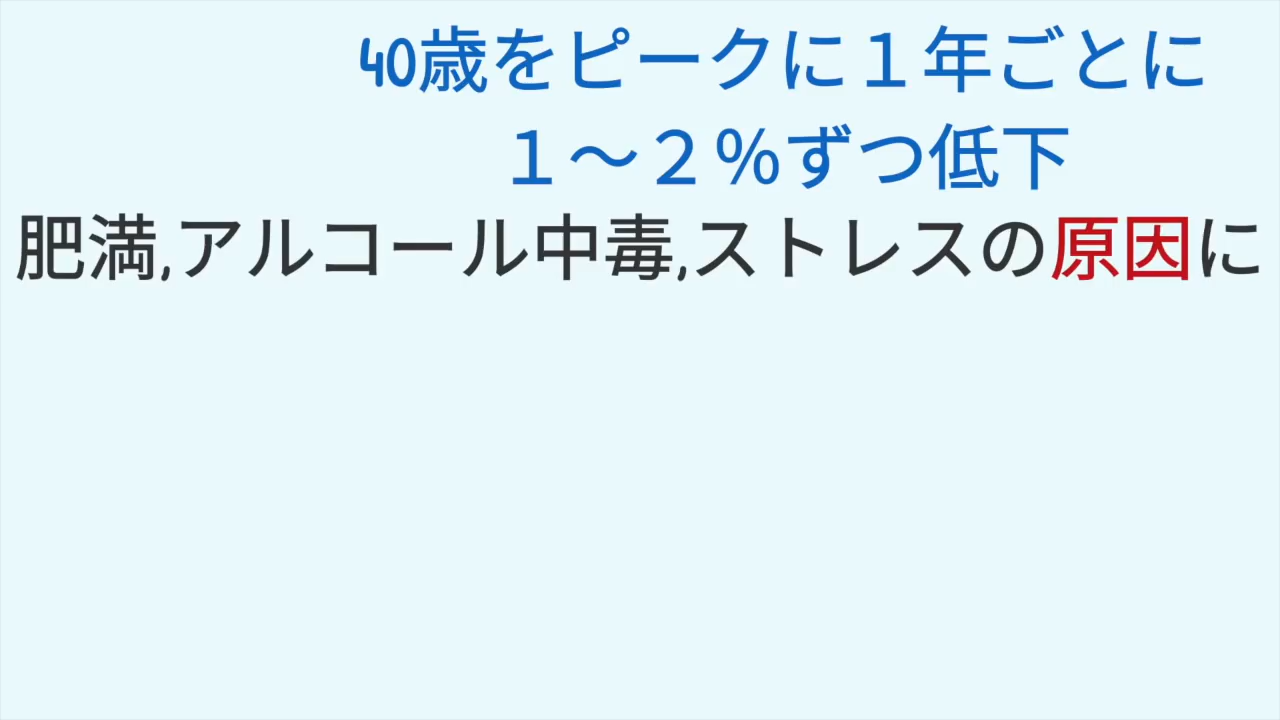 40歳をピークに１年ごとに
１〜２％ずつ低下
肥満,アルコール中毒,ストレスの原因に